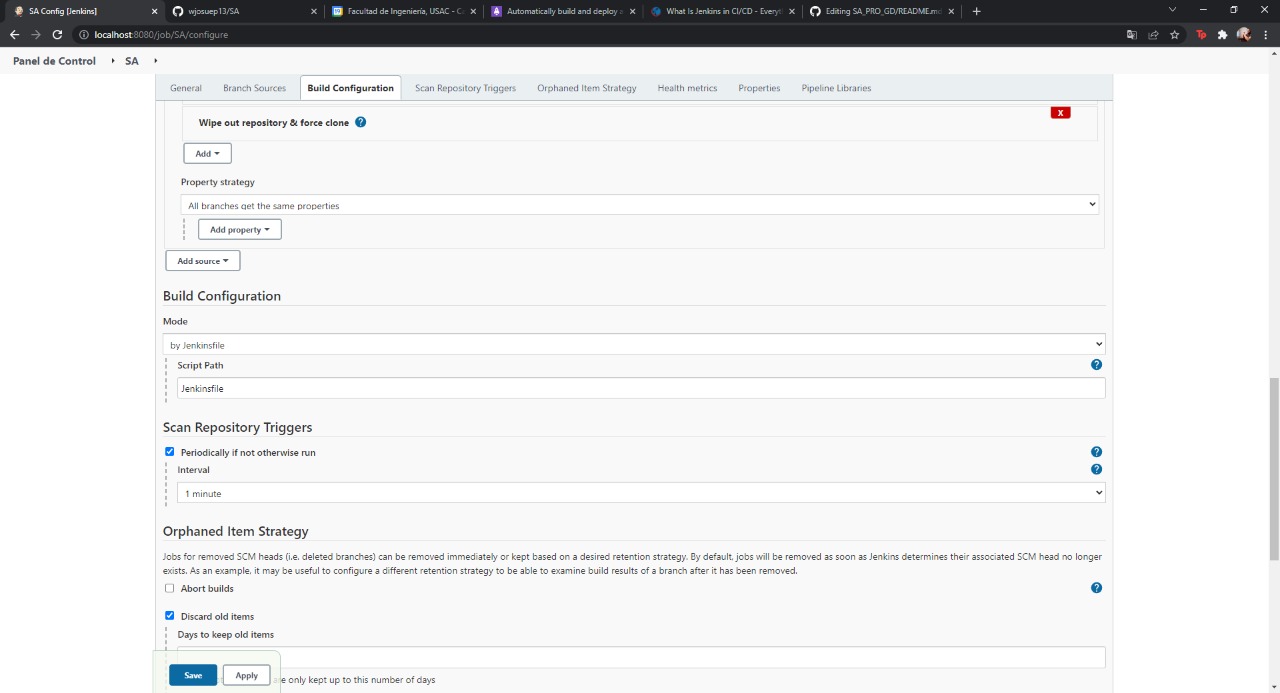 SA Config [Jenkins]
wjosuep13/SA
Facultad de Ingeniería, USAC - C
Automatically build and deploy
What Is Jenkins in CI/CD - Everyt
Editing SA_PRO_GD/README.m
localhost:8080/job/SA/configure
Panel de Control
SA
General
Branch Sources
Build Configuration
Scan Repository Triggers
Orphaned Item Strategy
Health metrics
Properties
Pipeline Libraries
Wipe out repository & force clone ?
X
Add
Property strategy
All branches get the same properties
Add property
Add source
Build Configuration
Mode
by Jenkinsfile
Script Path
?
Jenkinsfile
Scan Repository Triggers
Periodically if not otherwise run
?
Interval
?
1 minute
Orphaned Item Strategy
Jobs for removed SCM heads (i.e. deleted branches) can be removed immediately or kept based on a desired retention strategy. By default, jobs will be removed as soon as Jenkins determines their associated SCM head no longer
exists. As an example, it may be useful to configure a different retention strategy to be able to examine build results of a branch after it has been removed.
Abort builds
?
Discard old items
Days to keep old items
Save
Apply
are only kept up to this number of days